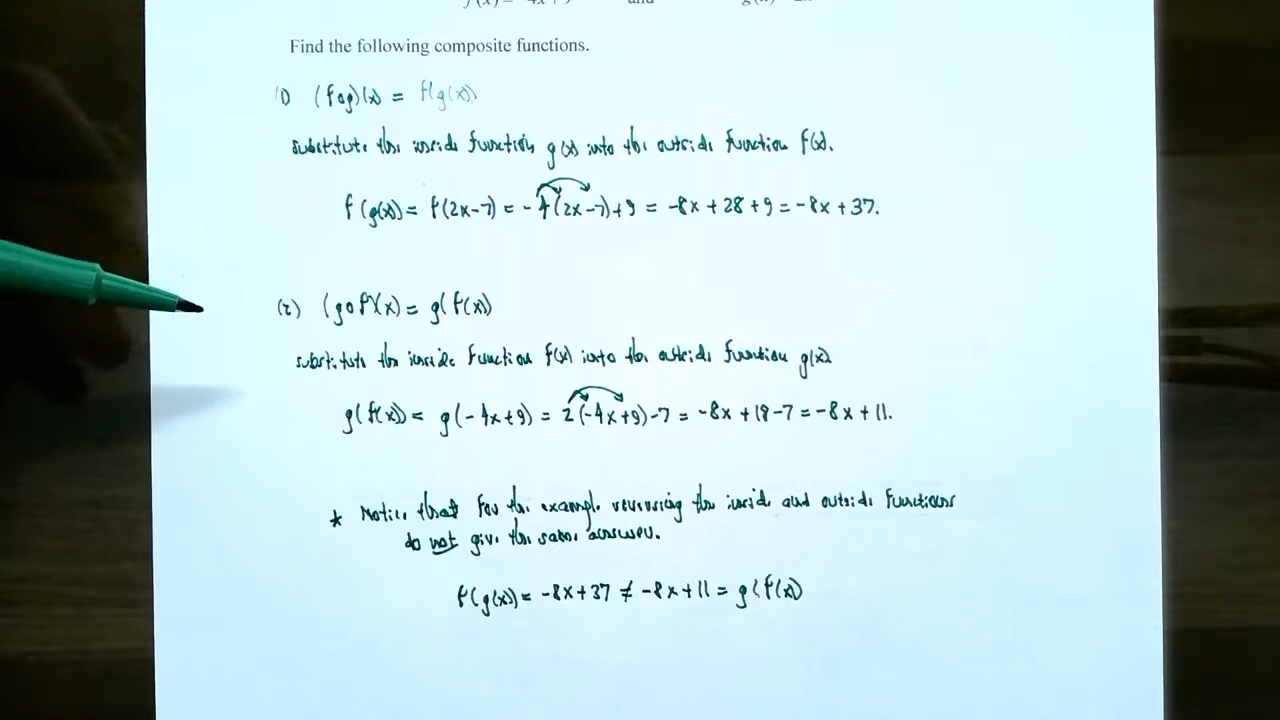 and
Find the following composite functions.
1) (f∘g)(x) = f(g(x))
substitute the inside function g(x) into the outside function f(x).
f(g(x)) = f(2x-7) = -4(2x-7)+9 = -8x+28+9 = -8x+37.
(2) (g∘f)(x) = g(f(x)
substitute the inside function f(x) into the outside function g(x)
g(f(x)) = g(-4x+9) = 2(-4x+9)-7 = -8x+18-7 = -8x+11.
* Notice that for the example reversing the inside and outside functions
do not give the same answer.
f(g(x)) = -8x+37 ≠ -8x+11 = g(f(x)